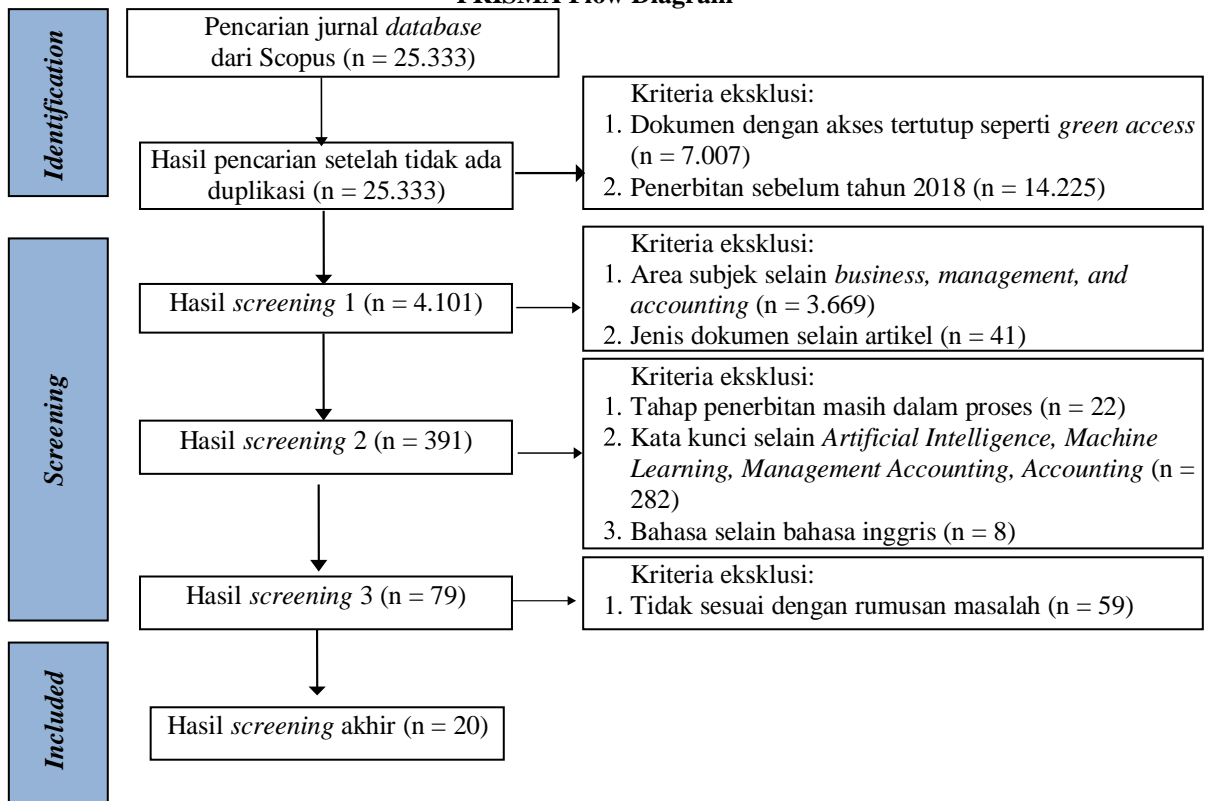 PRISMA Flow Diagram
Identification
Pencarian jurnal database
dari Scopus (n = 25.333)
Hasil pencarian setelah tidak ada
duplikasi (n = 25.333)
Kriteria eksklusi:
1. Dokumen dengan akses tertutup seperti green access
(n = 7.007)
2. Penerbitan sebelum tahun 2018 (n = 14.225)
Screening
Hasil screening 1 (n = 4.101)
Kriteria eksklusi:
1. Area subjek selain business, management, and
accounting (n = 3.669)
2. Jenis dokumen selain artikel (n = 41)
Hasil screening 2 (n = 391)
Kriteria eksklusi:
1. Tahap penerbitan masih dalam proses (n = 22)
2. Kata kunci selain Artificial Intelligence, Machine
Learning, Management Accounting, Accounting (n =
282)
3. Bahasa selain bahasa inggris (n = 8)
Hasil screening 3 (n = 79)
Kriteria eksklusi:
1. Tidak sesuai dengan rumusan masalah (n = 59)
Included
Hasil screening akhir (n = 20)